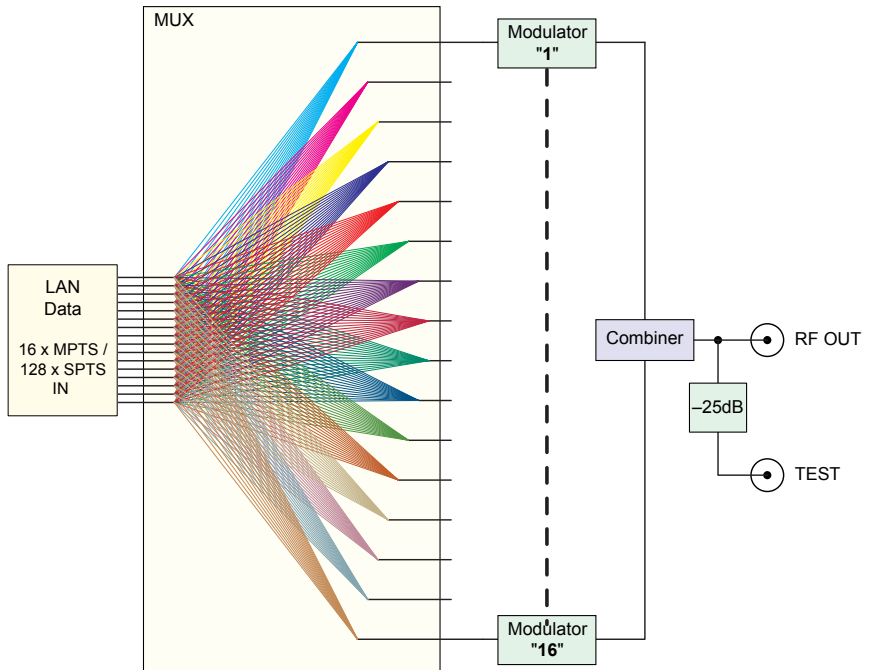 MUX
Modulator
"1"
LAN
Data
16 x MPTS /
128 x SPTS
IN
Combiner
RF OUT
–25dB
TEST
Modulator
"16"